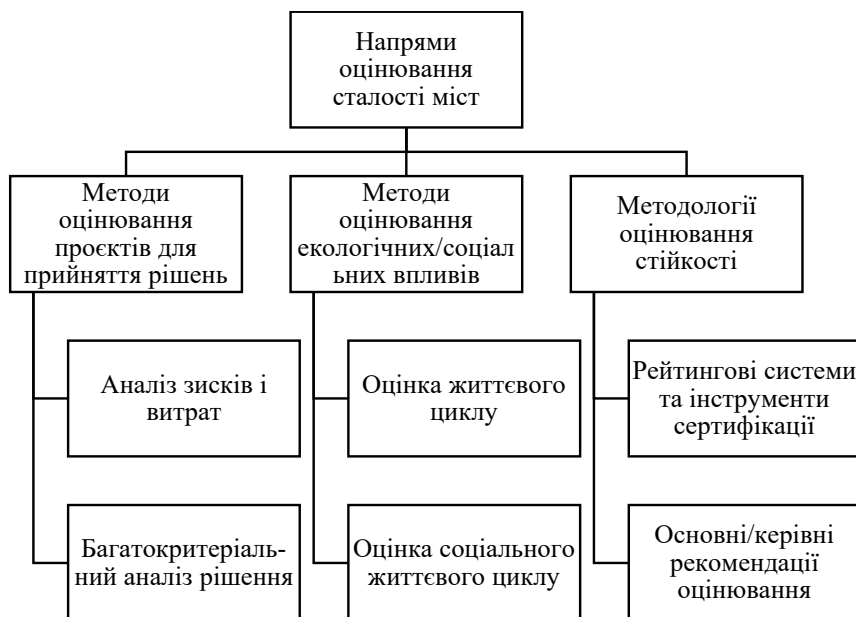 Напрями
оцінювання
сталості міст
Методи
оцінювання
проєктів для
прийняття рішень
Методи
оцінювання
екологічних/соціал
ьних впливів
Методології
оцінювання
стійкості
Аналіз зисків і
витрат
Оцінка життєвого
циклу
Рейтингові системи
та інструменти
сертифікації
Багатокритеріаль-
ний аналіз рішення
Оцінка соціального
життєвого циклу
Основні/керівні
рекомендації
оцінювання